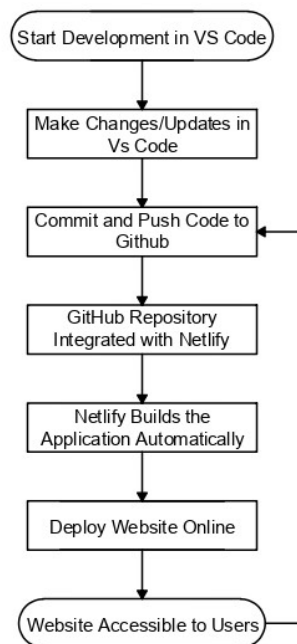 Start Development in VS Code
Make Changes/Updates in
Vs Code
Commit and Push Code to
Github
GitHub Repository
Integrated with Netlify
Netlify Builds the
Application Automatically
Deploy Website Online
Website Accessible to Users